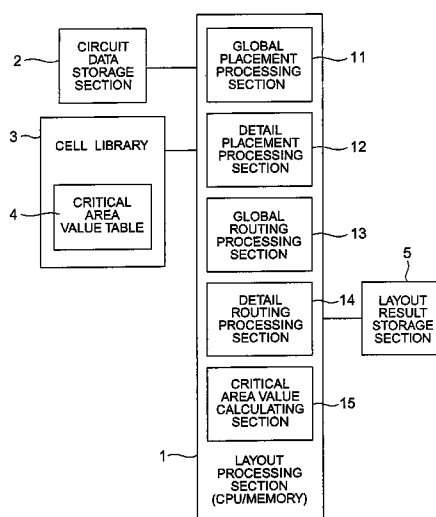 2
CIRCUIT
DATA
STORAGE
SECTION
3
CELL LIBRARY
4
CRITICAL
AREA
VALUE TABLE
GLOBAL
PLACEMENT
PROCESSING
SECTION
11
DETAIL
PLACEMENT
PROCESSING
SECTION
12
GLOBAL
ROUTING
PROCESSING
SECTION
13
DETAIL
ROUTING
PROCESSING
SECTION
14
CRITICAL
AREA VALUE
CALCULATING
SECTION
15
1
LAYOUT
PROCESSING
SECTION
(CPU/MEMORY)
5
LAYOUT
RESULT
STORAGE
SECTION